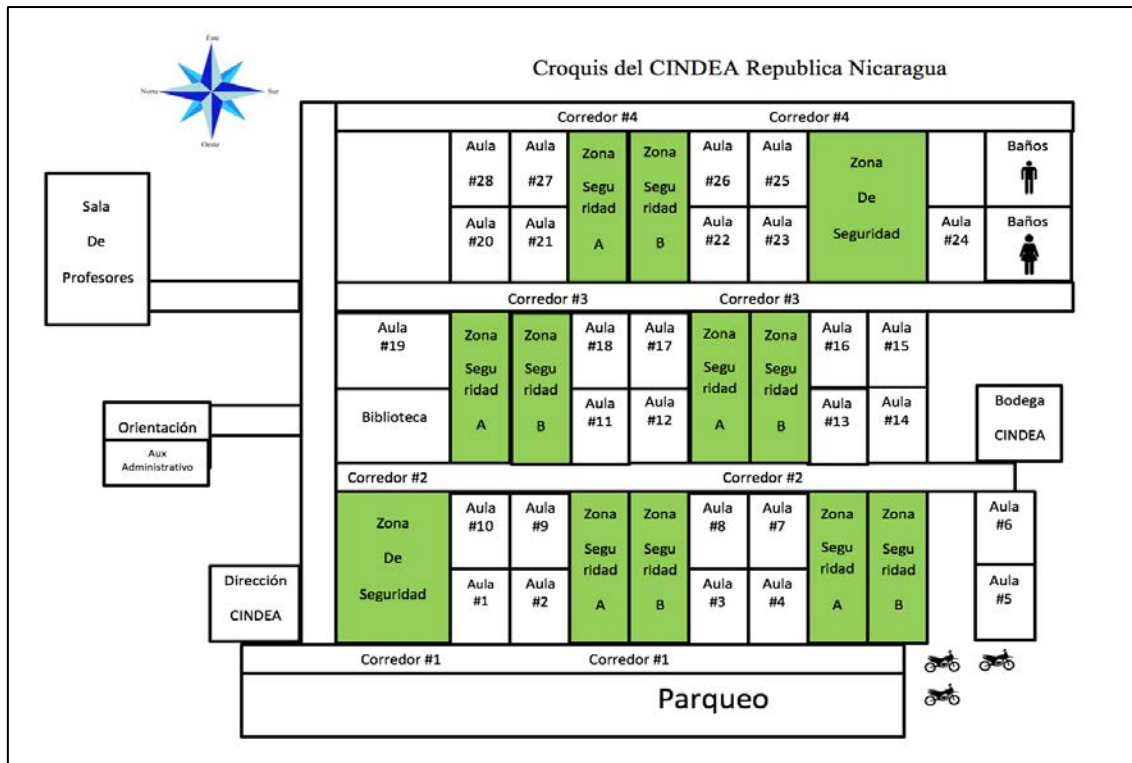 Este
Norte
Sur
Oeste
Croquis del CINDEA Republica Nicaragua
Corredor #4
Corredor #4
Aula
#28
Aula
#27
Zona
Segu
ridad
A
Zona
Segu
ridad
B
Aula
#26
Aula
#25
Zona
De
Seguridad
Baños
Aula
#20
Aula
#21
Aula
#22
Aula
#23
Aula
#24
Baños
Sala
De
Profesores
Corredor #3
Corredor #3
Aula
#19
Zona
Segu
ridad
A
Zona
Segu
ridad
B
Aula
#18
Aula
#17
Zona
Segu
ridad
A
Zona
Segu
ridad
B
Aula
#16
Aula
#15
Biblioteca
Aula
#11
Aula
#12
Aula
#13
Aula
#14
Bodega
CINDEA
Orientación
Aux
Administrativo
Corredor #2
Corredor #2
Zona
De
Seguridad
Aula
#10
Aula
#9
Zona
Segu
ridad
A
Zona
Segu
ridad
B
Aula
#8
Aula
#7
Zona
Segu
ridad
A
Zona
Segu
ridad
B
Aula
#6
Aula
#1
Aula
#2
Aula
#3
Aula
#4
Aula
#5
Dirección
CINDEA
Corredor #1
Corredor #1
Parqueo